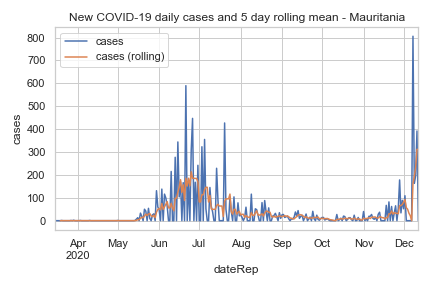 New COVID-19 daily cases and 5 day rolling mean - Mauritania
cases
cases (rolling)
800
700
600
500
400
300
200
100
0
cases
Apr May Jun Jul Aug Sep Oct Nov Dec
2020
dateRep